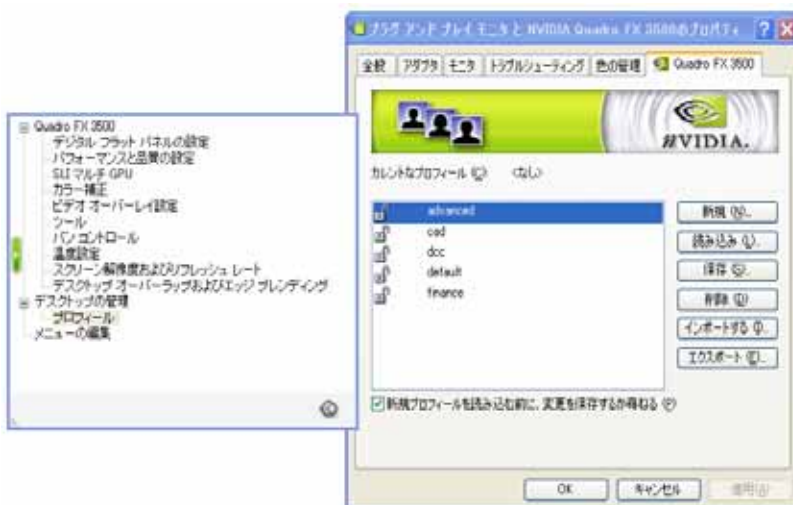 Quadro FX 3500
デジタル フラット パネルの設定
パフォーマンスと品質の設定
SLI マルチ GPU
カラー補正
ビデオ オーバーレイ設定
ツール
パン コントロール
温度設定
スクリーン解像度およびリフレッシュ レート
デスクトップ オーバーラップおよびエッジ ブレンディング
デスクトップの管理
プロフィール
メニューの編集
プラグ アンド プレイ モニタ と NVIDIA Quadro FX 3500のプロパティ
全般 アダプタ モニタ トラブルシューティング 色の管理 Quadro FX 3500
NVIDIA.
カレントなプロフィール (C) <なし>
advanced
cad
dcc
default
finance
新規 (N)...
読み込み (L)...
保存 (S)...
削除 (D)
インポートする (I)...
エクスポート (E)...
新規プロフィールを読み込む前に、変更を保存するか尋ねる (P)
OK キャンセル 適用(A)